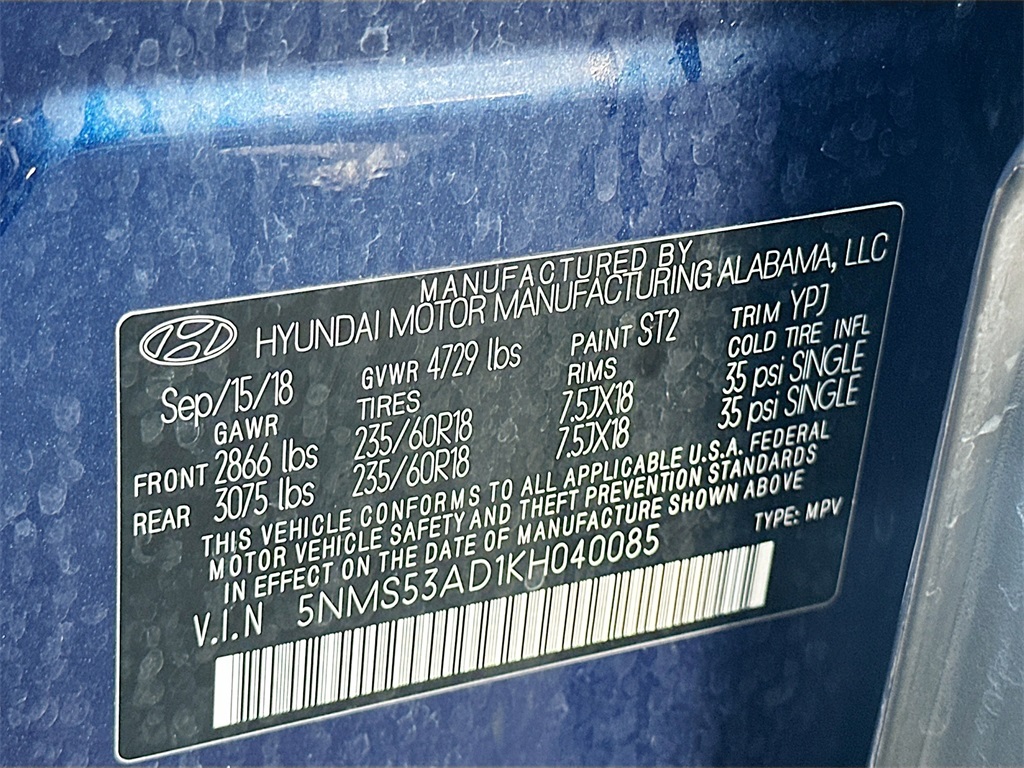 MANUFACTURED BY
HYUNDAI MOTOR MANUFACTURING ALABAMA, LLC
Sep/15/18 GVWR 4729 lbs PAINT ST2 TRIM YPJ
GAWR TIRES RIMS COLD TIRE INFL
FRONT 2866 lbs 235/60R18 7.5JX18 35 psi SINGLE
REAR 3075 lbs 235/60R18 7.5JX18 35 psi SINGLE
THIS VEHICLE CONFORMS TO ALL APPLICABLE U.S.A. FEDERAL
MOTOR VEHICLE SAFETY AND THEFT PREVENTION STANDARDS
IN EFFECT ON THE DATE OF MANUFACTURE SHOWN ABOVE
V.I.N 5NMS53AD1KH040085 TYPE: MPV